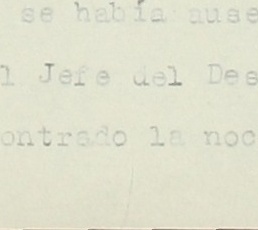 se había ause
l Jefe del Des
ontrado la noc